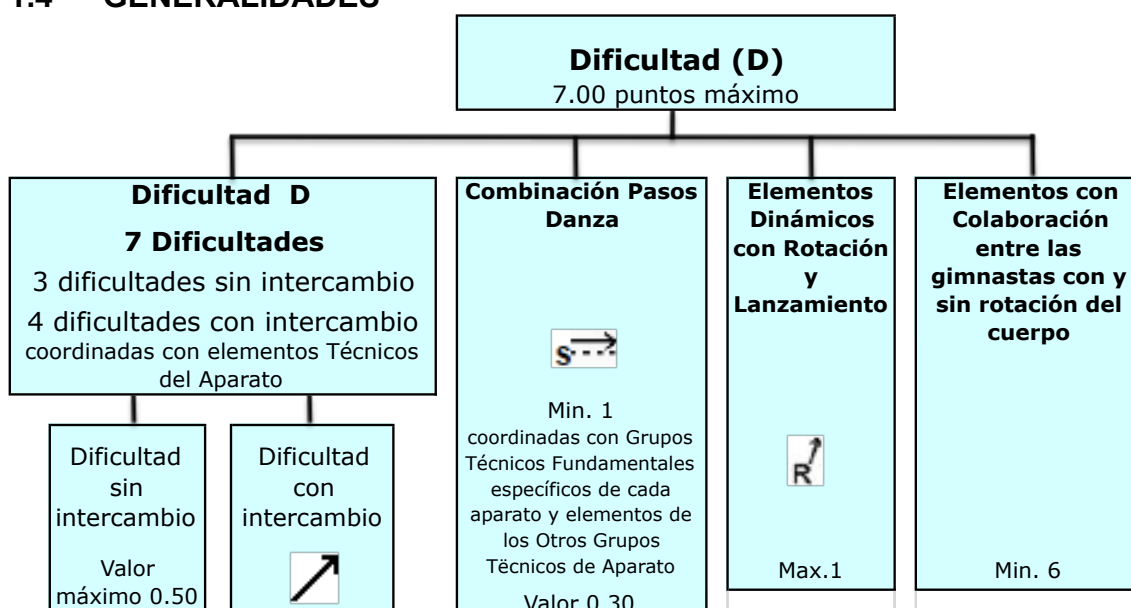 1.4 GENERALIDADES
Dificultad (D)
7.00 puntos máximo
Dificultad D
7 Dificultades
3 dificultades sin intercambio
4 dificultades con intercambio
coordinadas con elementos Técnicos
del Aparato
Dificultad
sin
intercambio
Valor
máximo 0.50
Dificultad
con
intercambio
Combinación Pasos
Danza
S
Min. 1
coordinadas con Grupos
Técnicos Fundamentales
específicos de cada
aparato y elementos de
los Otros Grupos
Tëcnicos de Aparato
Valor 0.30
Elementos
Dinámicos
con Rotación
y
Lanzamiento
R
Max.1
Elementos con
Colaboración
entre las
gimnastas con y
sin rotación del
cuerpo
Min. 6